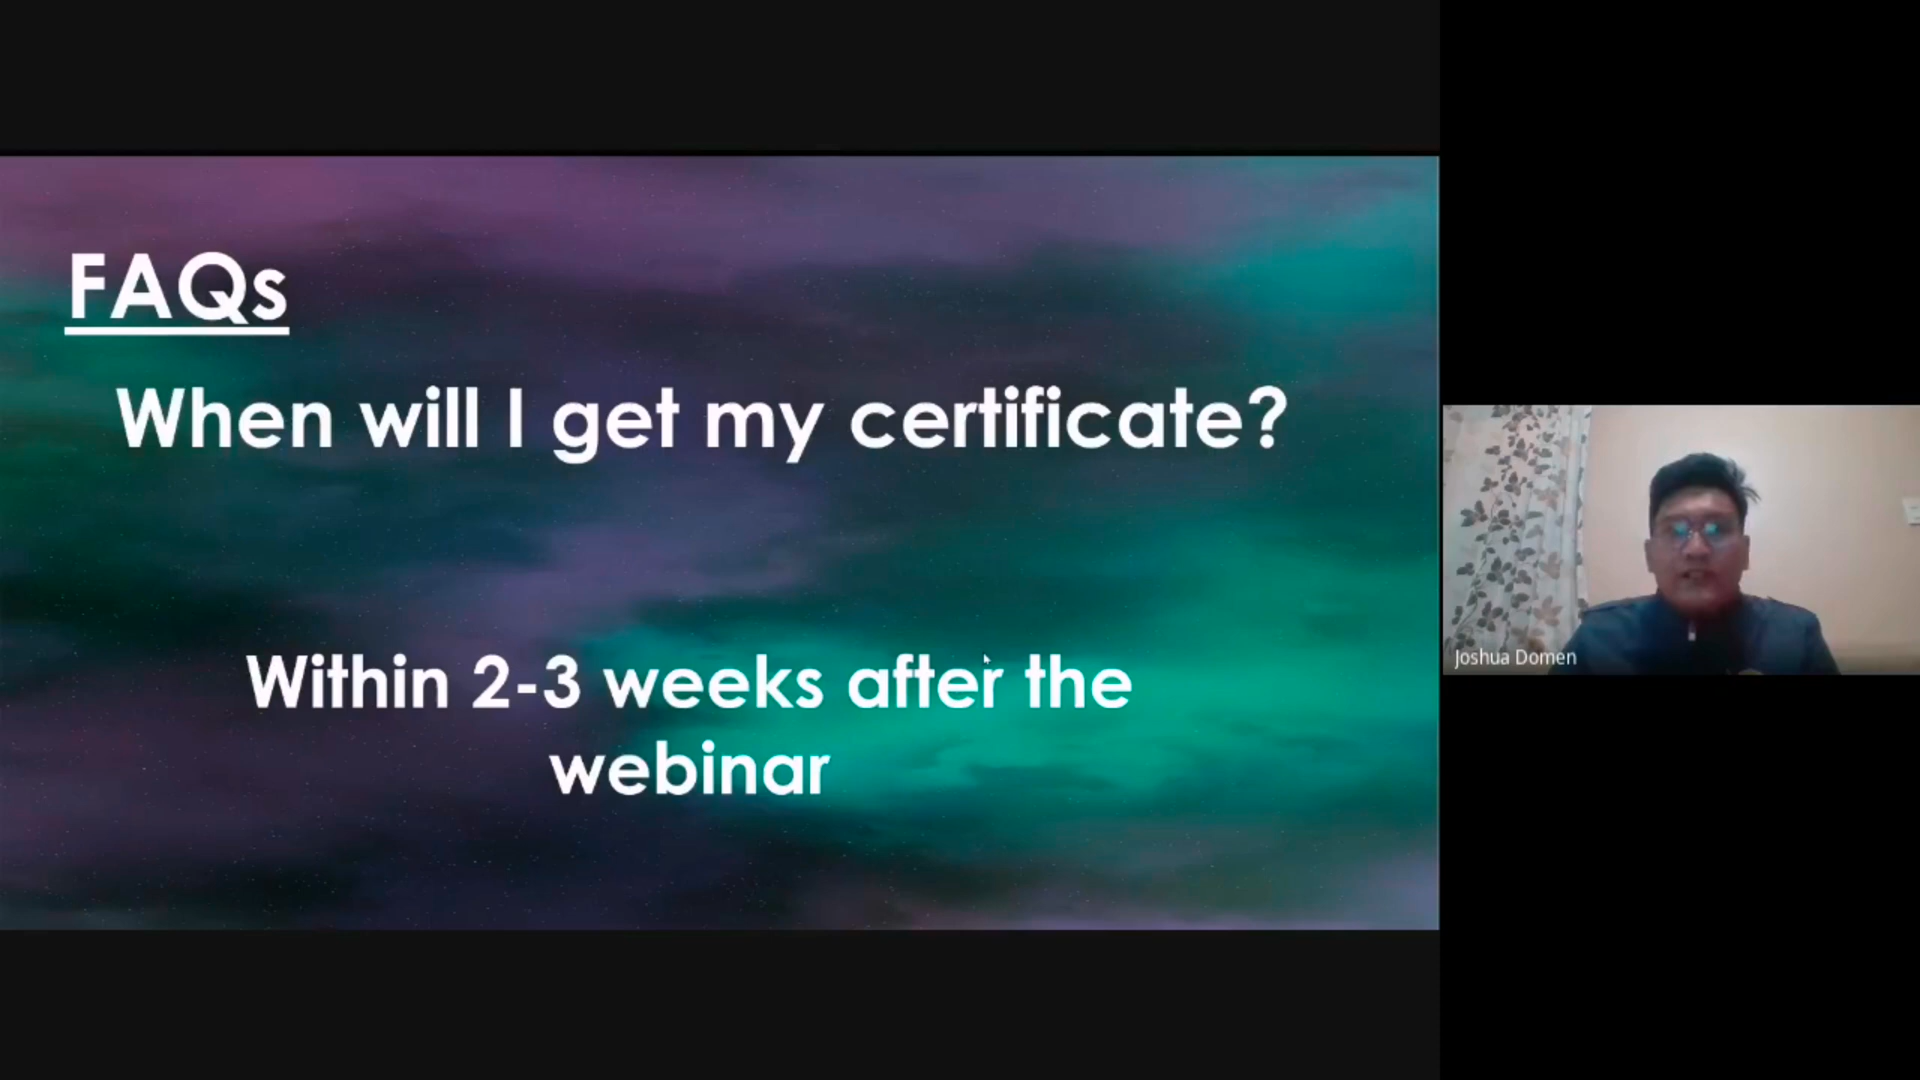 FAQs
When will I get my certificate?
Within 2-3 weeks after the
webinar
Joshua Domen